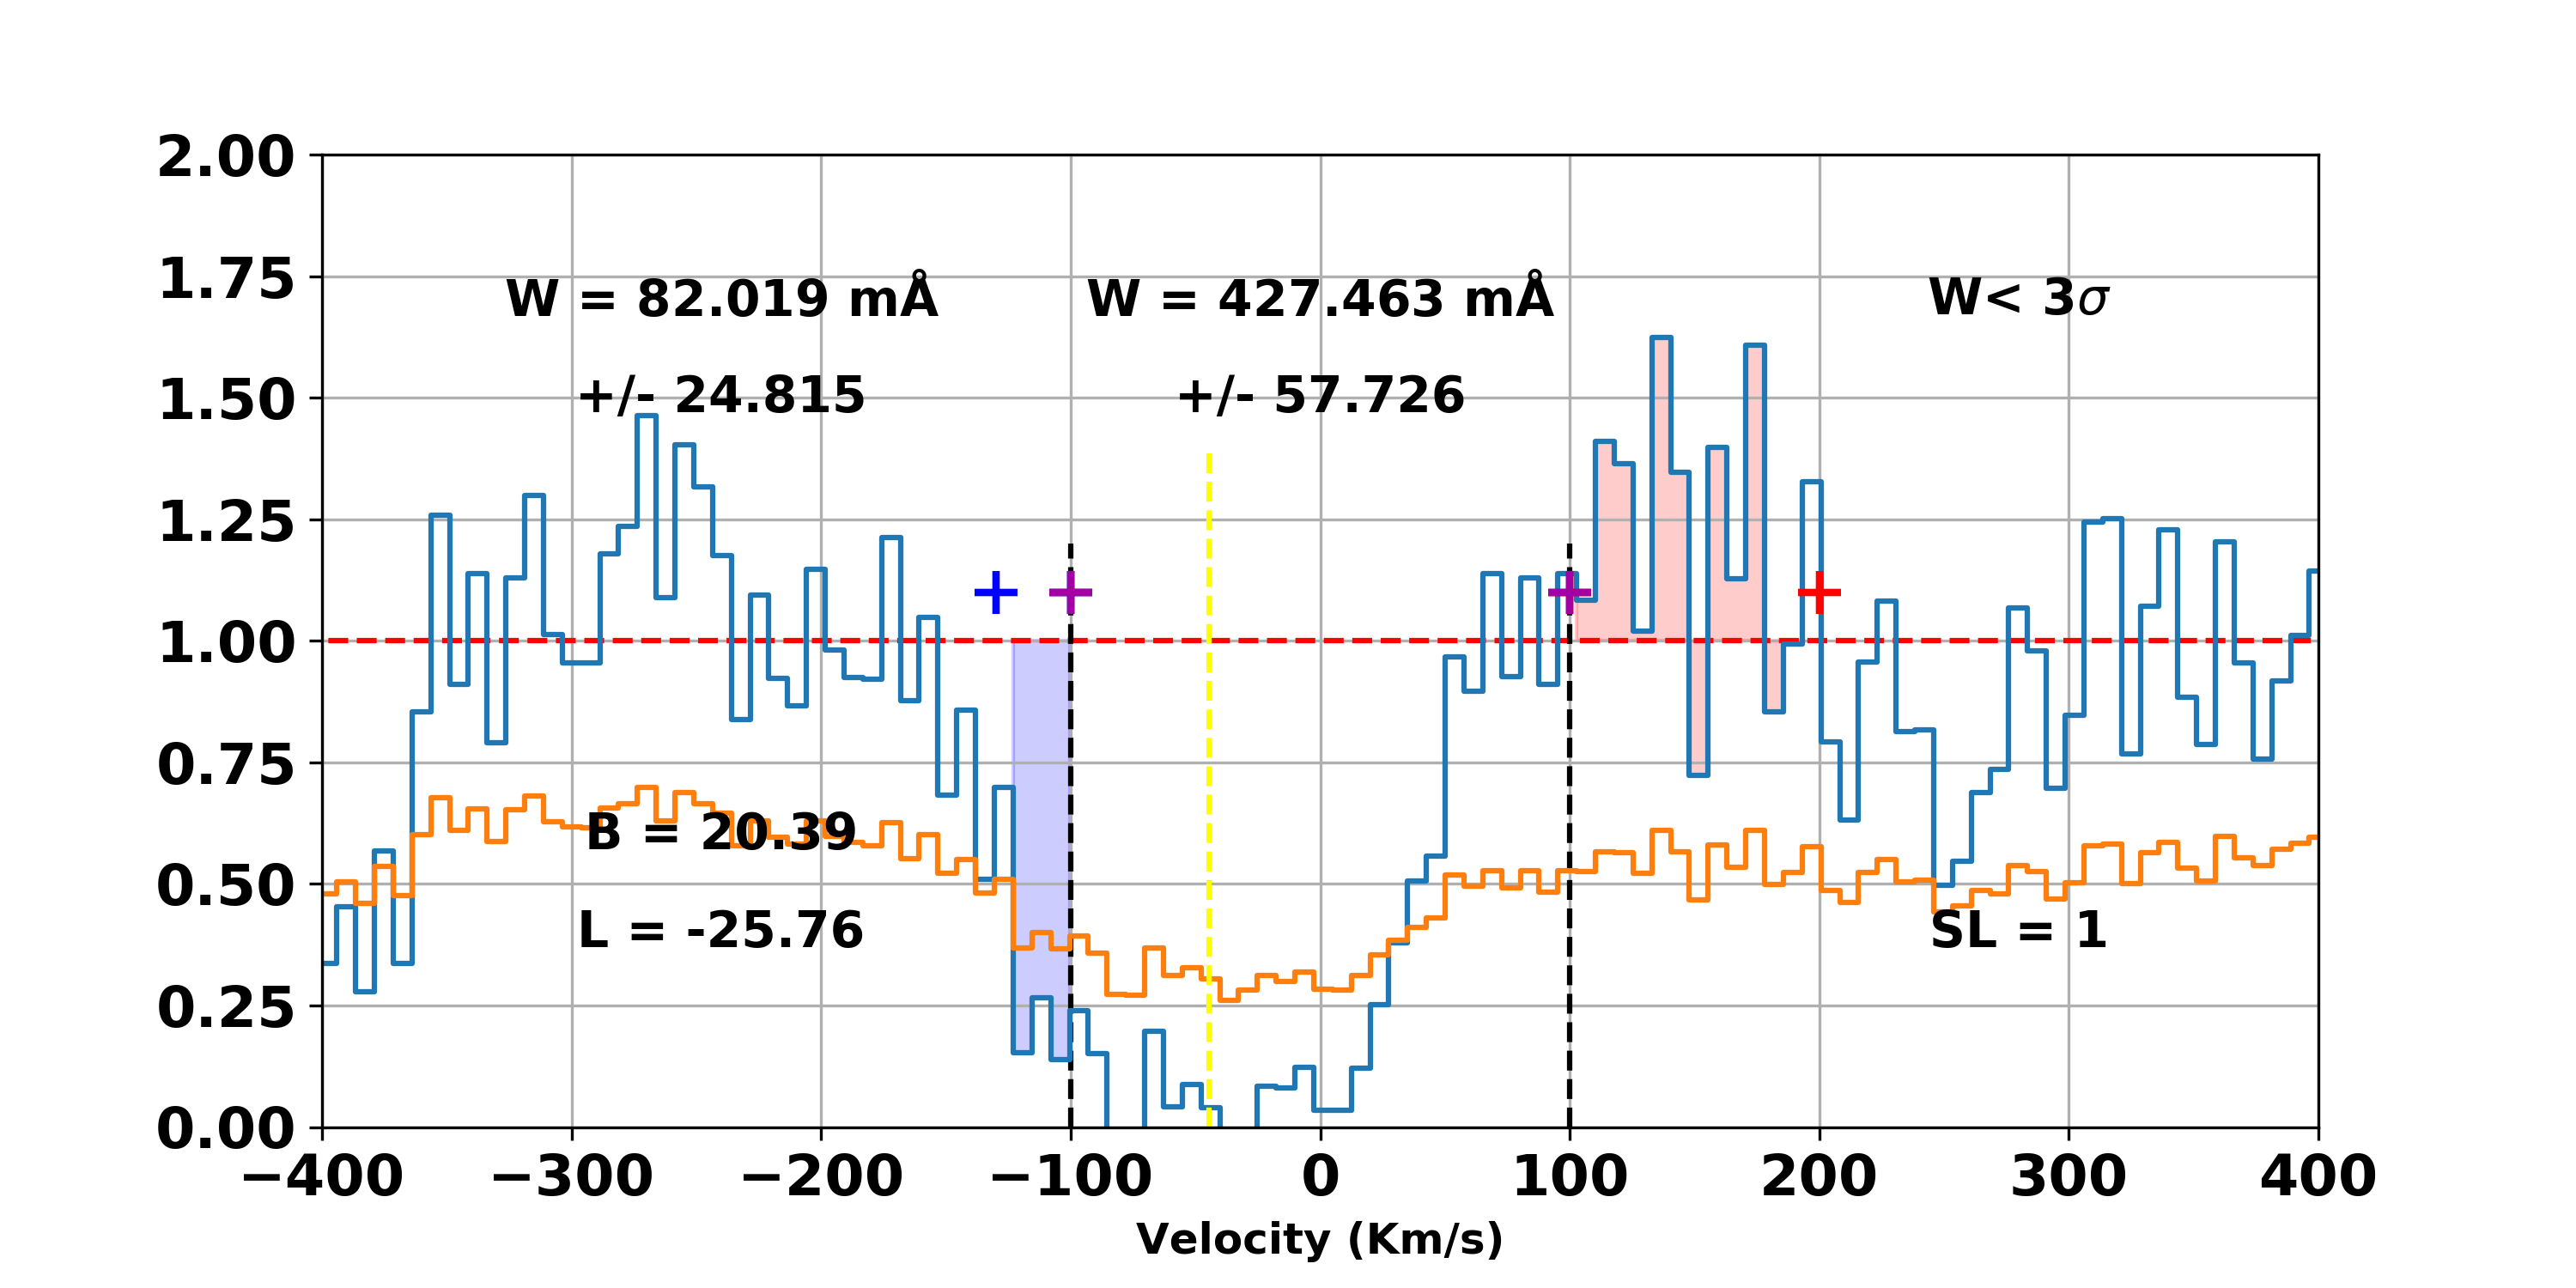 2.00
1.75
1.50
1.25
1.00
0.75
0.50
0.25
0.00
W = 82.019 mÅ
+/- 24.815
W = 427.463 mÅ
+/- 57.726
W< 3σ
B = 20.39
L = -25.76
SL = 1
−400 −300 −200 −100 0 100 200 300 400
Velocity (Km/s)